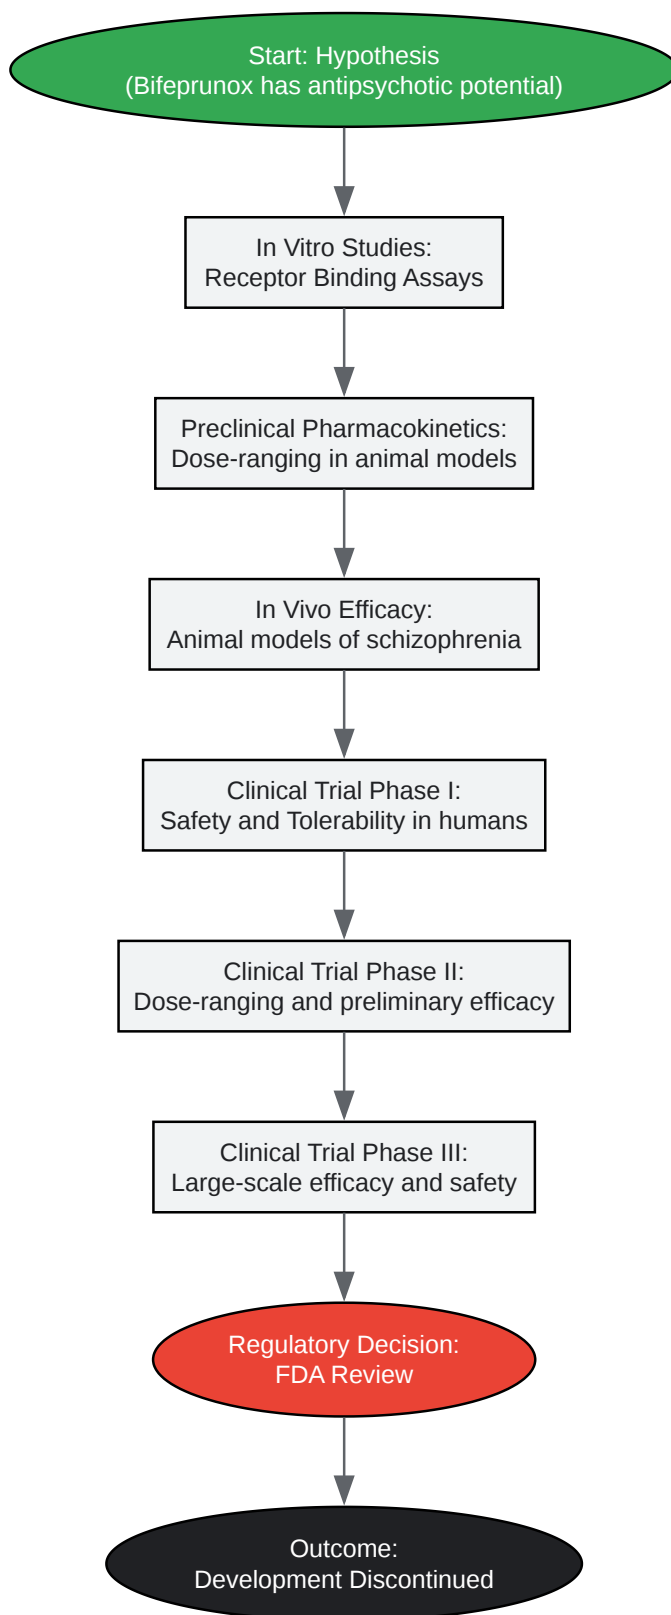 Start: Hypothesis
(Bifeprunox has antipsychotic potential)
In Vitro Studies:
Receptor Binding Assays
Preclinical Pharmacokinetics:
Dose-ranging in animal models
In Vivo Efficacy:
Animal models of schizophrenia
Clinical Trial Phase I:
Safety and Tolerability in humans
Clinical Trial Phase II:
Dose-ranging and preliminary efficacy
Clinical Trial Phase III:
Large-scale efficacy and safety
Regulatory Decision:
FDA Review
Outcome:
Development Discontinued